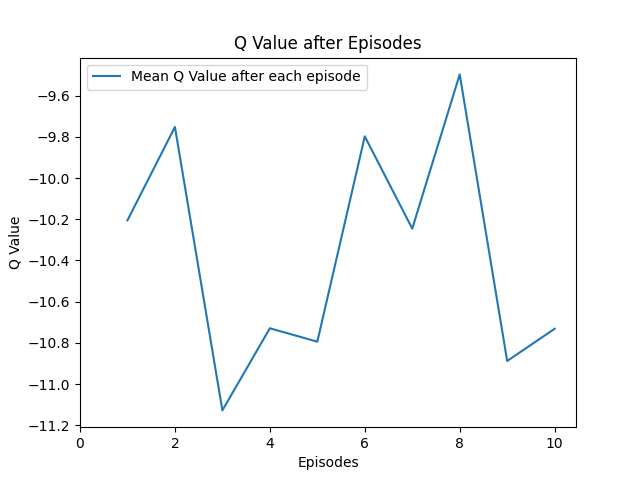 Q Value after Episodes
Mean Q Value after each episode
−9.6
−9.8
−10.0
−10.2
−10.4
−10.6
−10.8
−11.0
−11.2
Q Value
0 2 4 6 8 10
Episodes